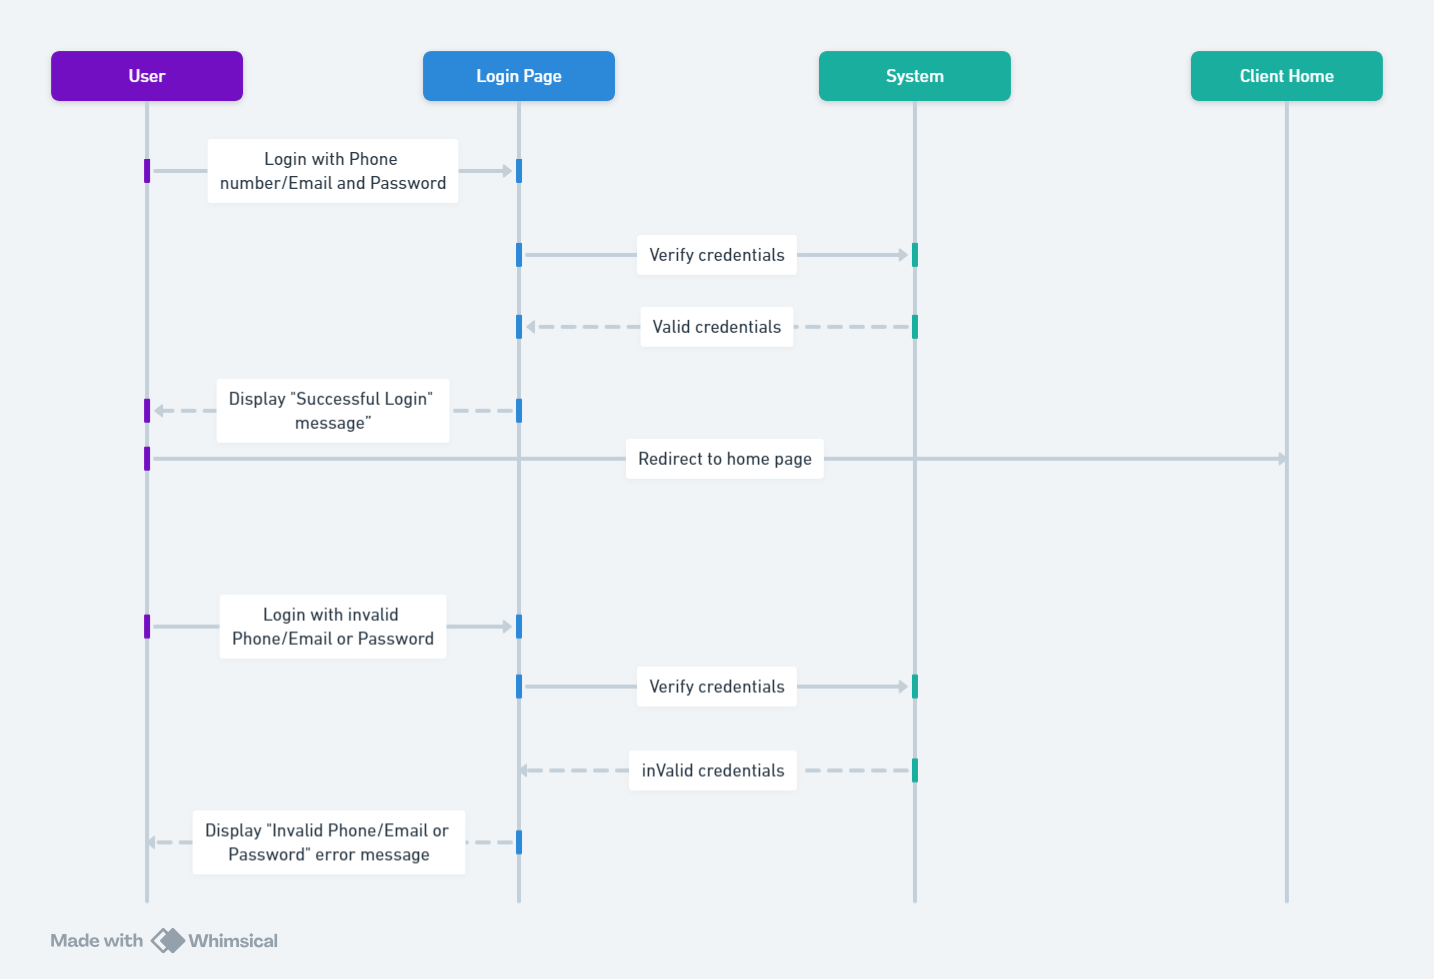 User
Login Page
System
Client Home
Login with Phone
number/Email and Password
Verify credentials
Valid credentials
Display "Successful Login"
message”
Redirect to home page
Login with invalid
Phone/Email or Password
Verify credentials
inValid credentials
Display "Invalid Phone/Email or
Password" error message
Made with Whimsical